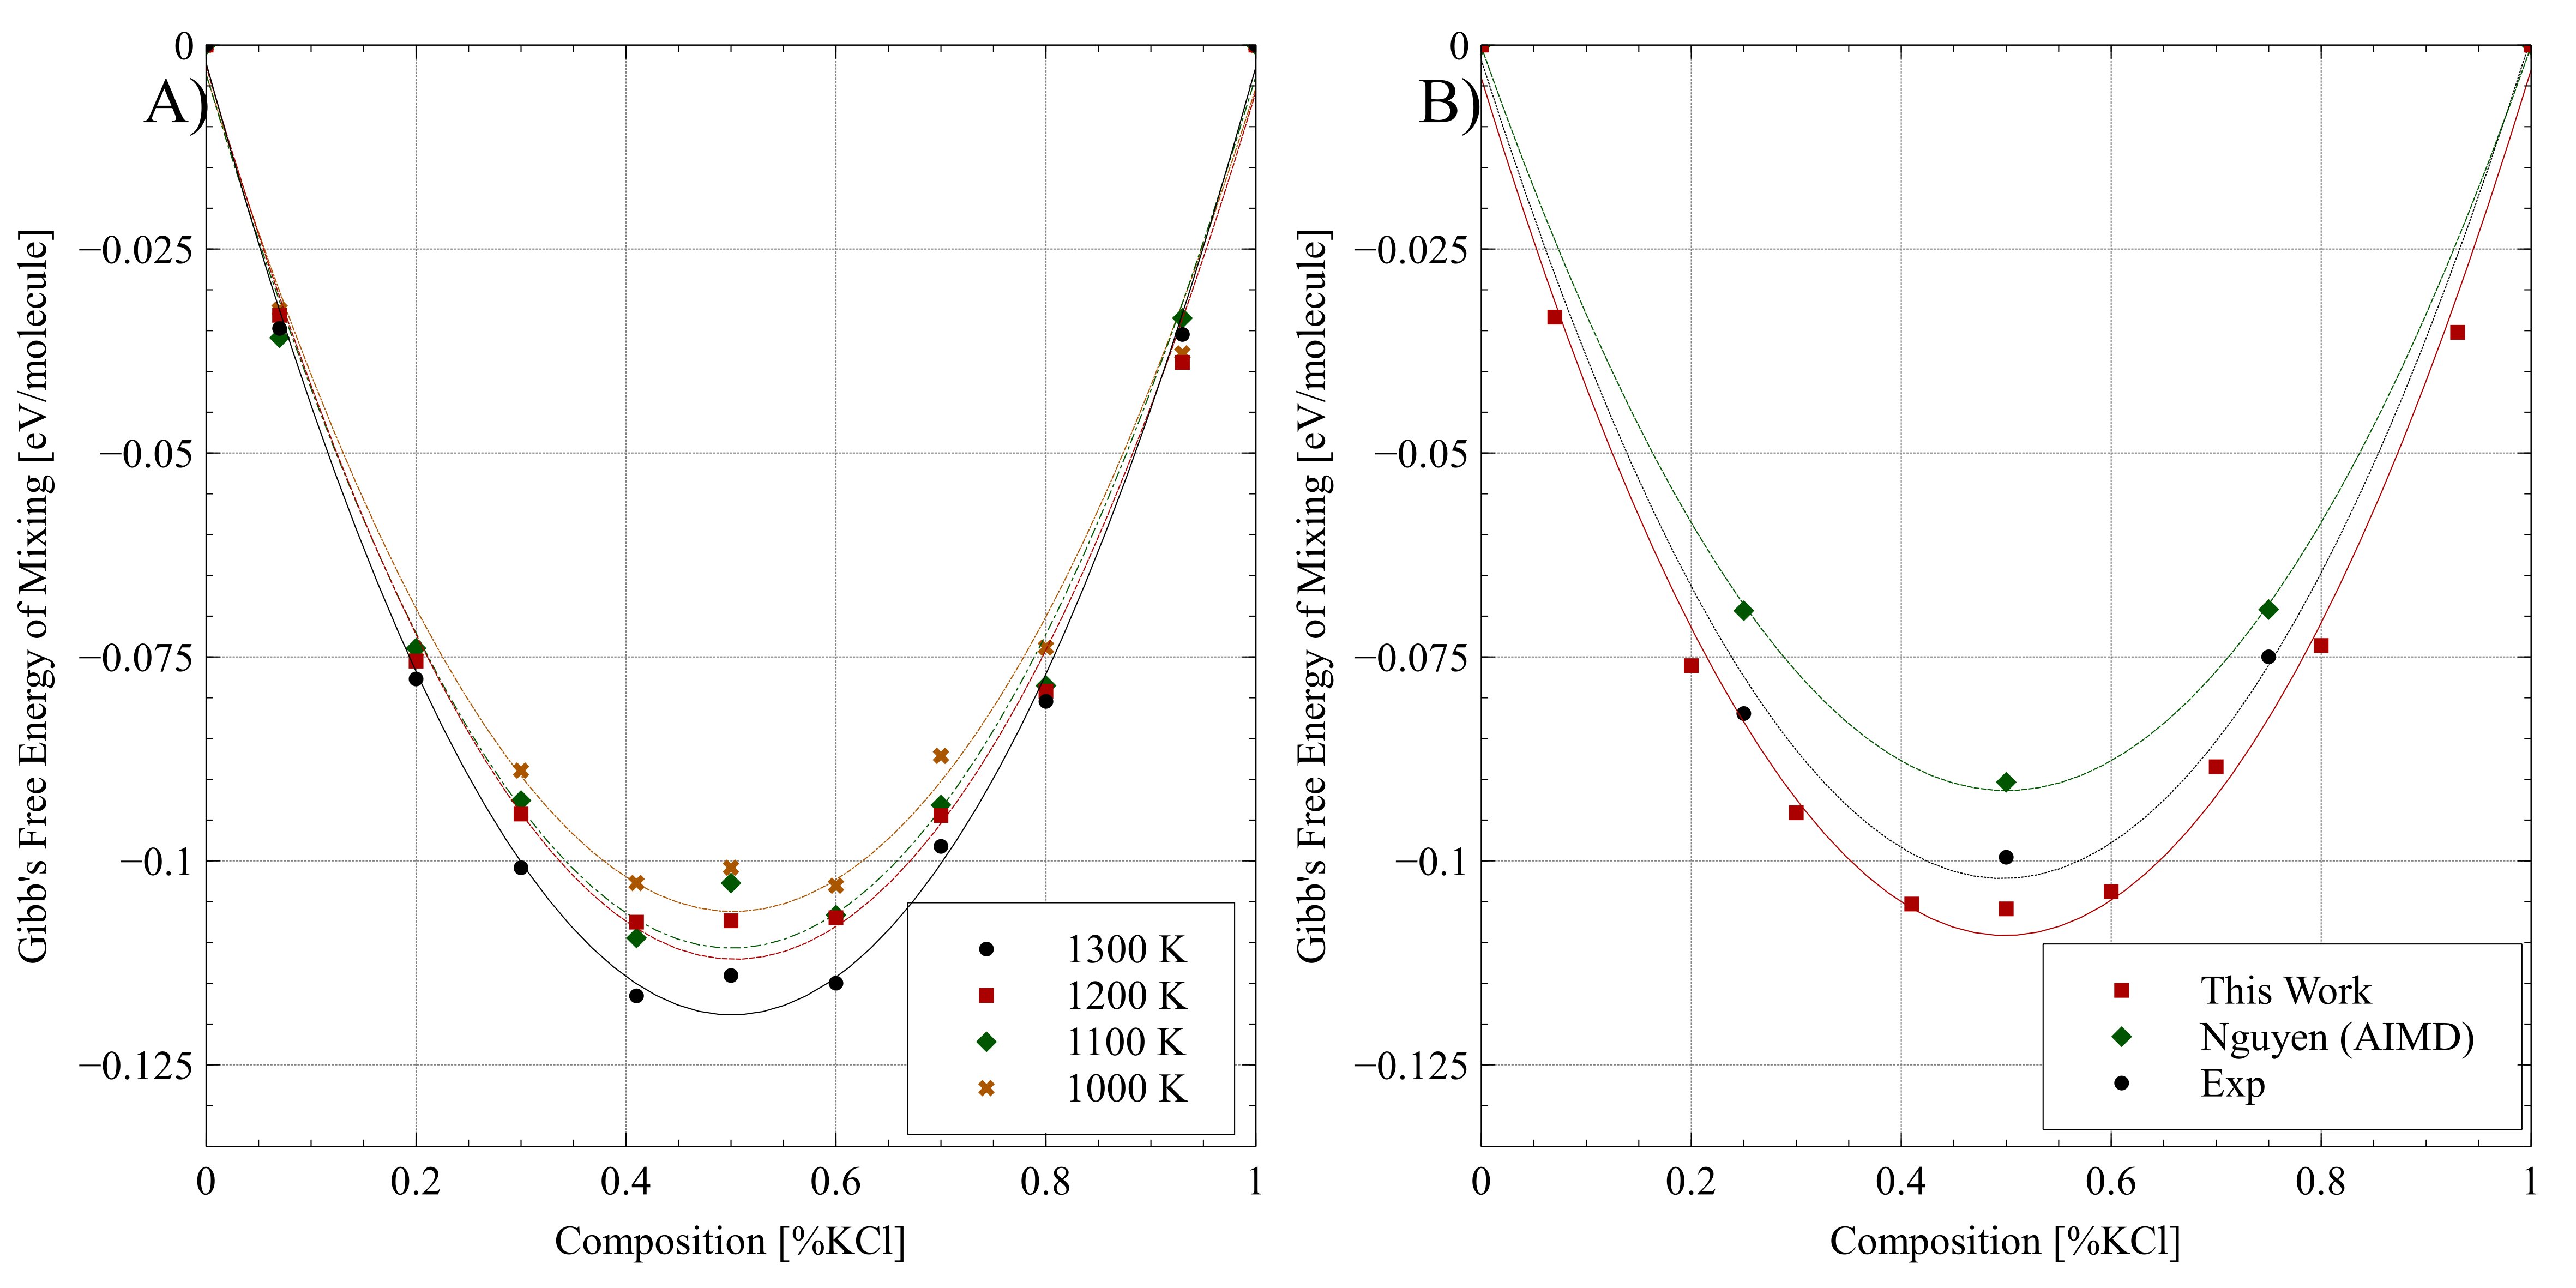 A)
Gibb's Free Energy of Mixing [eV/molecule]
0
−0.025
−0.05
−0.075
−0.1
−0.125
0 0.2 0.4 0.6 0.8 1
Composition [%KCl]
1300 K
1200 K
1100 K
1000 K
B)
Gibb's Free Energy of Mixing [eV/molecule]
0
−0.025
−0.05
−0.075
−0.1
−0.125
0 0.2 0.4 0.6 0.8 1
Composition [%KCl]
This Work
Nguyen (AIMD)
Exp